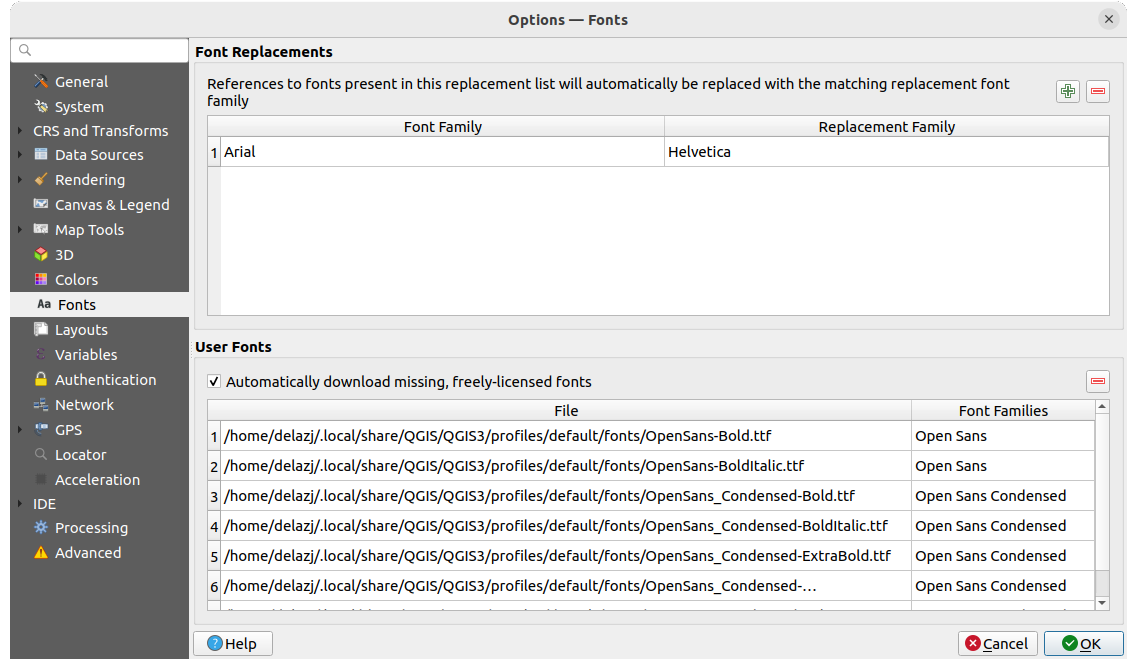 Options — Fonts
General
System
CRS and Transforms
Data Sources
Rendering
Canvas & Legend
Map Tools
3D
Colors
Aa Fonts
Layouts
Variables
Authentication
Network
GPS
Locator
Acceleration
IDE
Processing
Advanced
Font Replacements
References to fonts present in this replacement list will automatically be replaced with the matching replacement font
family
Font Family Replacement Family
1 Arial Helvetica
User Fonts
Automatically download missing, freely-licensed fonts
File Font Families
1 /home/delazj/.local/share/QGIS/QGIS3/profiles/default/fonts/OpenSans-Bold.ttf Open Sans
2 /home/delazj/.local/share/QGIS/QGIS3/profiles/default/fonts/OpenSans-BoldItalic.ttf Open Sans
3 /home/delazj/.local/share/QGIS/QGIS3/profiles/default/fonts/OpenSans_Condensed-Bold.ttf Open Sans Condensed
4 /home/delazj/.local/share/QGIS/QGIS3/profiles/default/fonts/OpenSans_Condensed-BoldItalic.ttf Open Sans Condensed
5 /home/delazj/.local/share/QGIS/QGIS3/profiles/default/fonts/OpenSans_Condensed-ExtraBold.ttf Open Sans Condensed
6 /home/delazj/.local/share/QGIS/QGIS3/profiles/default/fonts/OpenSans_Condensed-… Open Sans Condensed
Help Cancel OK